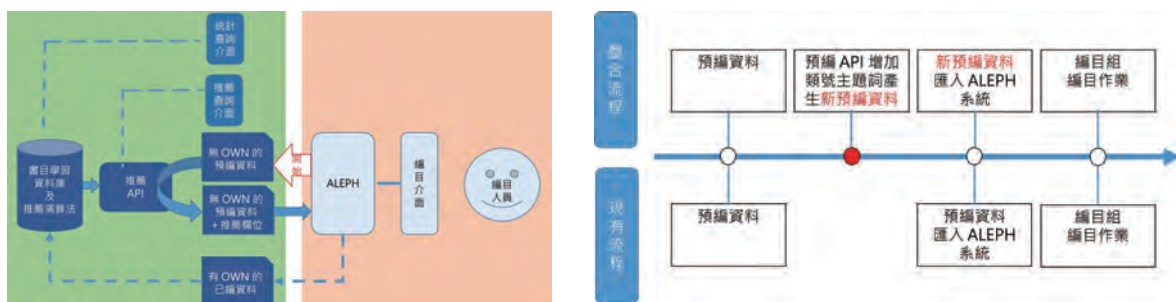 統計
查詢
介面
推薦
查詢
介面
書目學習
資料庫
及
推薦演算法
推薦
API
無 OWN 的
預編資料
開始
無 OWN 的
預編資料
+ 推薦欄位
有 OWN 的
已編資料
ALEPH
編目介面
編目
人員
整合流程
預編資料
預編 API 增加
類號主題詞產
生新預編資料
新預編資料
匯入 ALEPH
系統
編目組
編目作業
現有流程
預編資料
預編資料
匯入 ALEPH
系統
編目組
編目作業